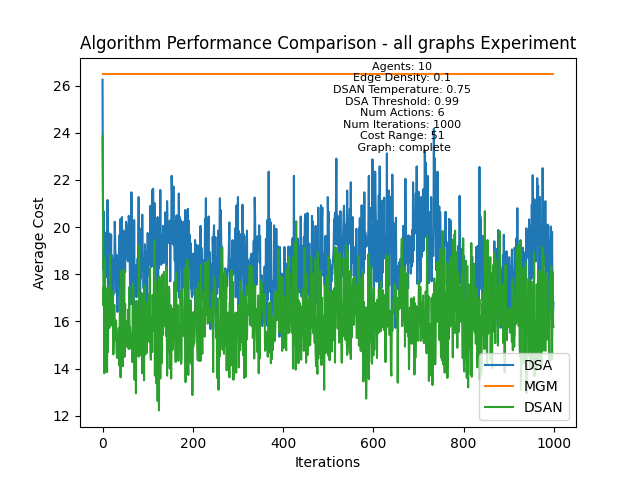 Algorithm Performance Comparison - all graphs Experiment
Agents: 10
Edge Density: 0.1
DSAN Temperature: 0.75
DSA Threshold: 0.99
Num Actions: 6
Num Iterations: 1000
Cost Range: 51
Graph: complete
Average Cost
26
24
22
20
18
16
14
12
DSA
MGM
DSAN
0
200
400
600
800
1000
Iterations